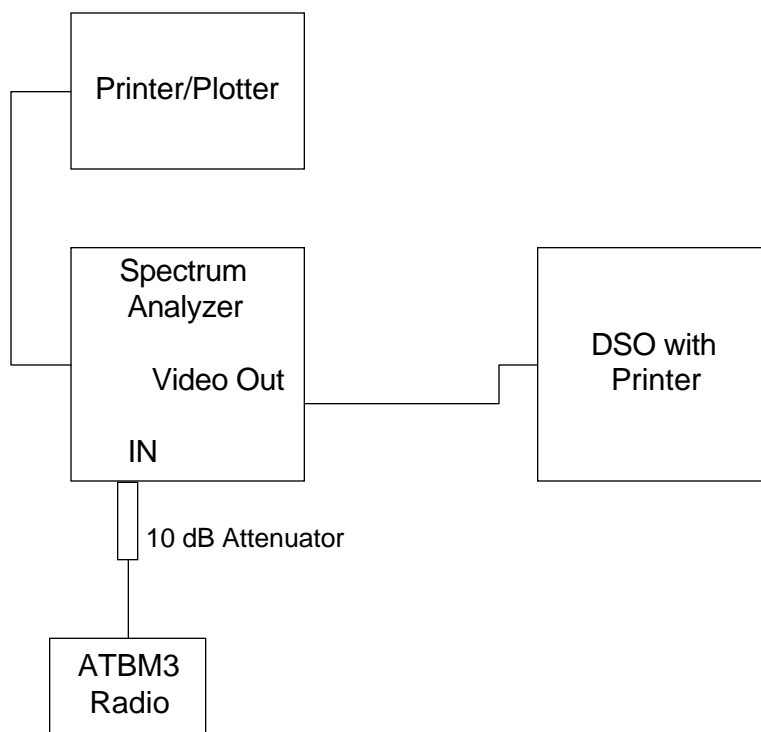 Printer/Plotter
Spectrum
Analyzer
Video Out
IN
DSO with
Printer
10 dB Attenuator
ATBM3
Radio